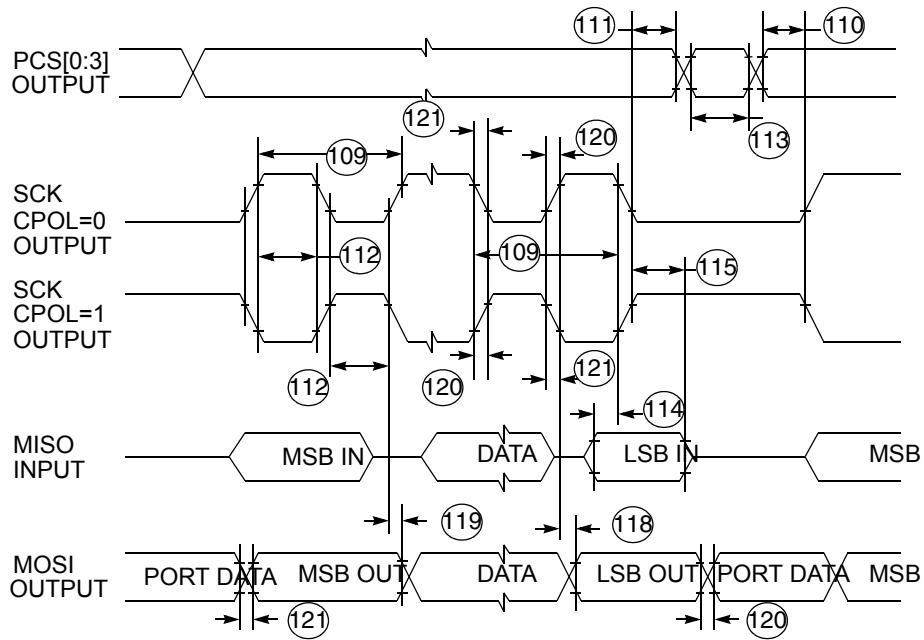 111
110
PCS[0:3]
OUTPUT
121
120
113
109
SCK
CPOL=0
OUTPUT
112
109
115
SCK
CPOL=1
OUTPUT
112
120
121
114
MISO
INPUT
MSB IN
DATA
LSB IN
MSB
119
118
MOSI
OUTPUT
PORT DATA
MSB OUT
DATA
LSB OUT
PORT DATA
MSB
121
120